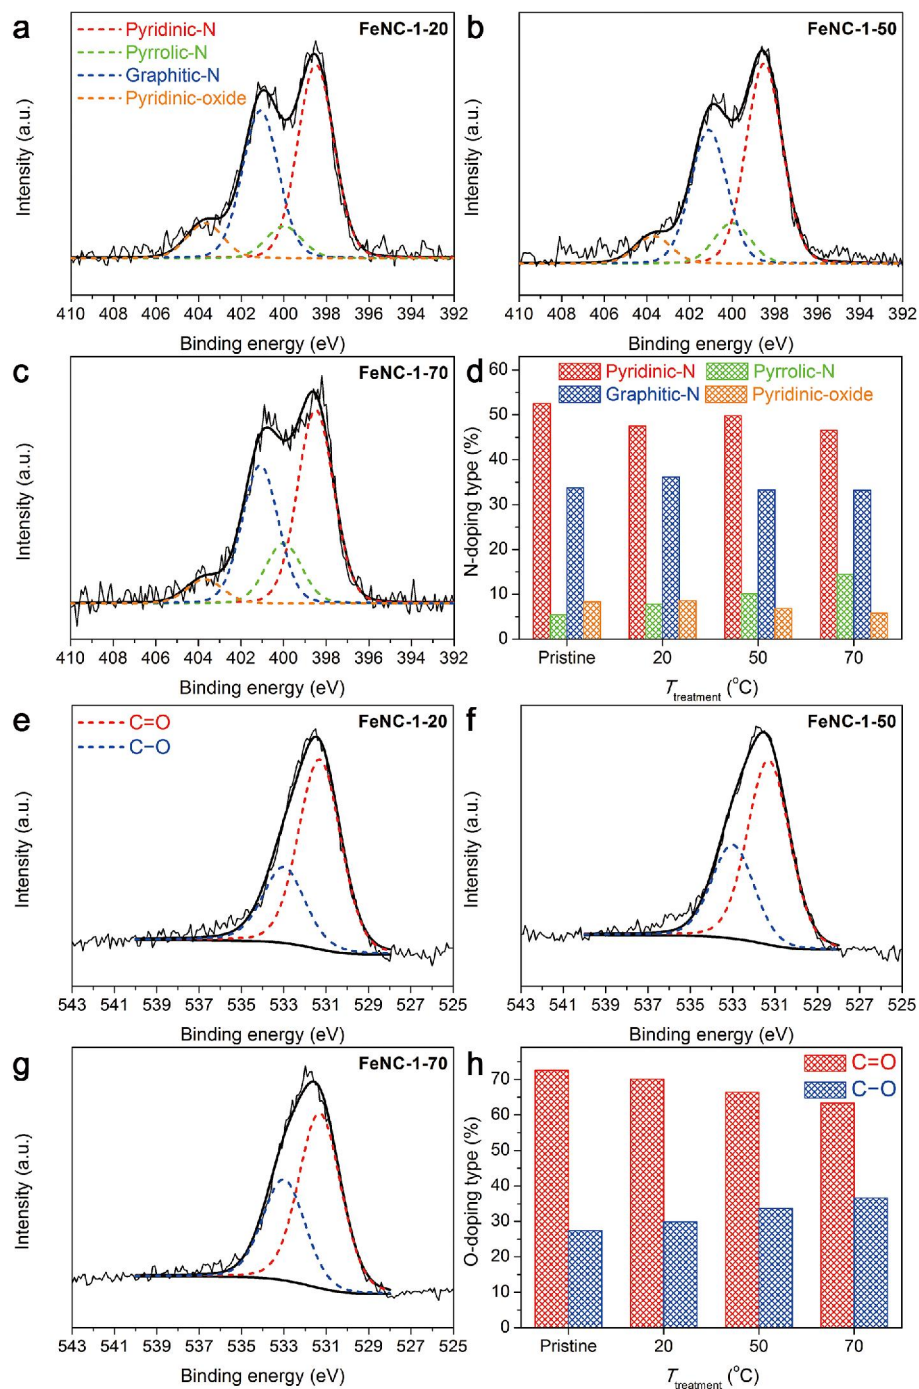 a
Pyridinic-N
Pyrrolic-N
Graphitic-N
Pyridinic-oxide
FeNC-1-20
Intensity (a.u.)
410 408 406 404 402 400 398 396 394 392
Binding energy (eV)
b
FeNC-1-50
Intensity (a.u.)
410 408 406 404 402 400 398 396 394 392
Binding energy (eV)
c
FeNC-1-70
Intensity (a.u.)
410 408 406 404 402 400 398 396 394 392
Binding energy (eV)
d
Pyridinic-N Pyrrolic-N
Graphitic-N Pyridinic-oxide
N-doping type (%)
60
50
40
30
20
10
0
Pristine 20 50 70
Ttreatment (°C)
e
C=O
C−O
FeNC-1-20
Intensity (a.u.)
543 541 539 537 535 533 531 529 527 525
Binding energy (eV)
f
FeNC-1-50
Intensity (a.u.)
543 541 539 537 535 533 531 529 527 525
Binding energy (eV)
g
FeNC-1-70
Intensity (a.u.)
543 541 539 537 535 533 531 529 527 525
Binding energy (eV)
h
C=O
C−O
O-doping type (%)
70
60
50
40
30
20
10
0
Pristine 20 50 70
Ttreatment (°C)